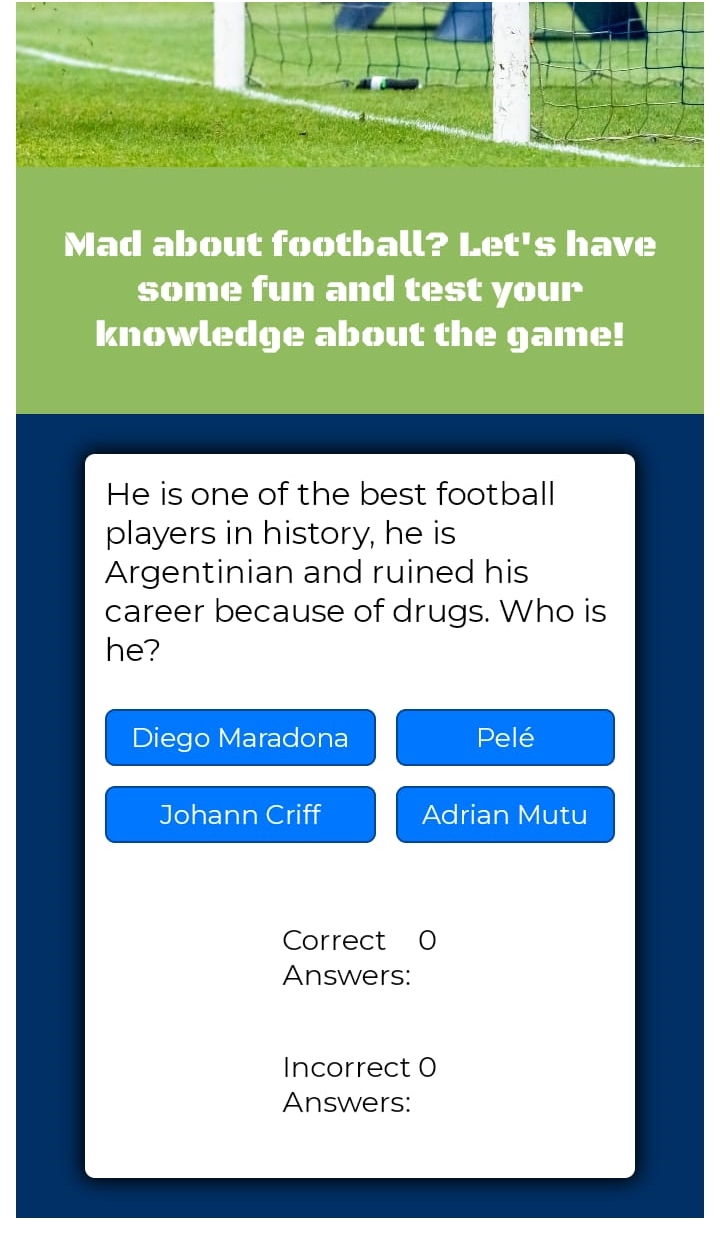 Mad about football? Let's have
some fun and test your
knowledge about the game!
He is one of the best football
players in history, he is
Argentinian and ruined his
career because of drugs. Who is
he?
Diego Maradona
Pelé
Johann Criff
Adrian Mutu
Correct 0
Answers:
Incorrect 0
Answers: